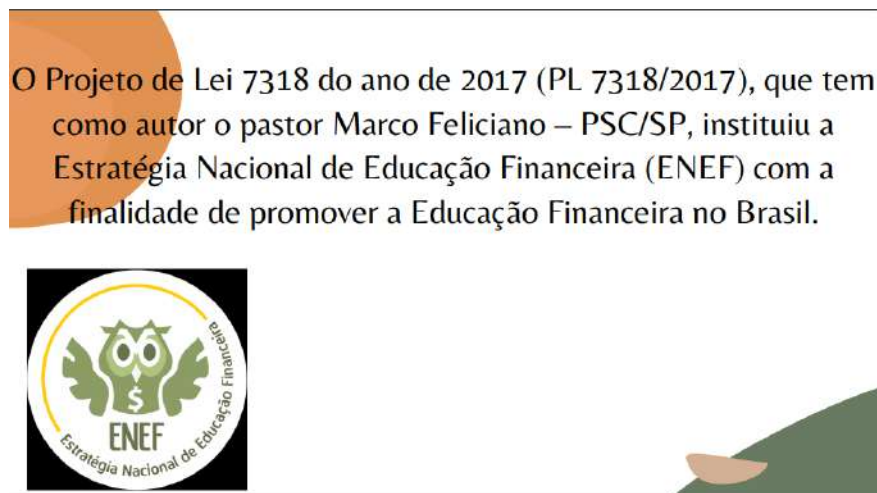 O Projeto de Lei 7318 do ano de 2017 (PL 7318/2017), que tem
como autor o pastor Marco Feliciano – PSC/SP, instituiu a
Estratégia Nacional de Educação Financeira (ENEF) com a
finalidade de promover a Educação Financeira no Brasil.
$
ENEF
Estratégia Nacional de Educação Financeira